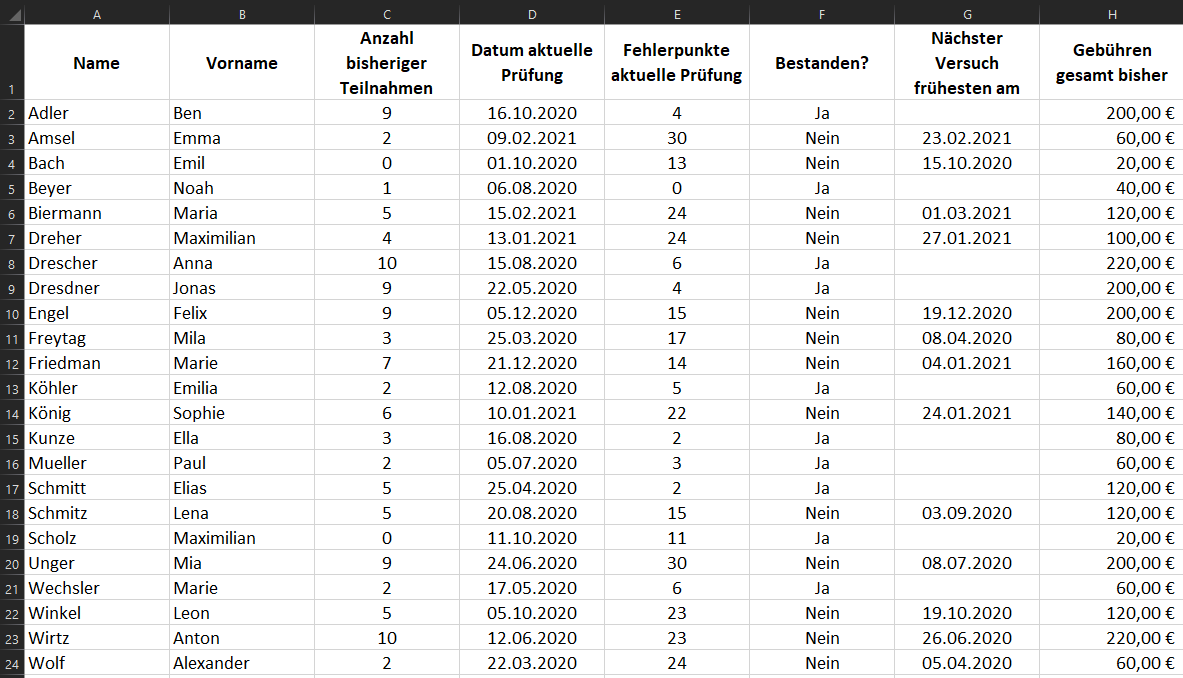 A B C D E F G H
1 Name Vorname Anzahl bisheriger Teilnahmen Datum aktuelle Prüfung Fehlerpunkte aktuelle Prüfung Bestanden? Nächster Versuch frühesten am Gebühren gesamt bisher
2 Adler Ben 9 16.10.2020 4 Ja 200,00 €
3 Amsel Emma 2 09.02.2021 30 Nein 23.02.2021 60,00 €
4 Bach Emil 0 01.10.2020 13 Nein 15.10.2020 20,00 €
5 Beyer Noah 1 06.08.2020 0 Ja 40,00 €
6 Biermann Maria 5 15.02.2021 24 Nein 01.03.2021 120,00 €
7 Dreher Maximilian 4 13.01.2021 24 Nein 27.01.2021 100,00 €
8 Drescher Anna 10 15.08.2020 6 Ja 220,00 €
9 Dresdner Jonas 9 22.05.2020 4 Ja 200,00 €
10 Engel Felix 9 05.12.2020 15 Nein 19.12.2020 200,00 €
11 Freytag Mila 3 25.03.2020 17 Nein 08.04.2020 80,00 €
12 Friedman Marie 7 21.12.2020 14 Nein 04.01.2021 160,00 €
13 Köhler Emilia 2 12.08.2020 5 Ja 60,00 €
14 König Sophie 6 10.01.2021 22 Nein 24.01.2021 140,00 €
15 Kunze Ella 3 16.08.2020 2 Ja 80,00 €
16 Mueller Paul 2 05.07.2020 3 Ja 60,00 €
17 Schmitt Elias 5 25.04.2020 2 Ja 120,00 €
18 Schmitz Lena 5 20.08.2020 15 Nein 03.09.2020 120,00 €
19 Scholz Maximilian 0 11.10.2020 11 Ja 20,00 €
20 Unger Mia 9 24.06.2020 30 Nein 08.07.2020 200,00 €
21 Wechsler Marie 2 17.05.2020 6 Ja 60,00 €
22 Winkel Leon 5 05.10.2020 23 Nein 19.10.2020 120,00 €
23 Wirtz Anton 10 12.06.2020 23 Nein 26.06.2020 220,00 €
24 Wolf Alexander 2 22.03.2020 24 Nein 05.04.2020 60,00 €